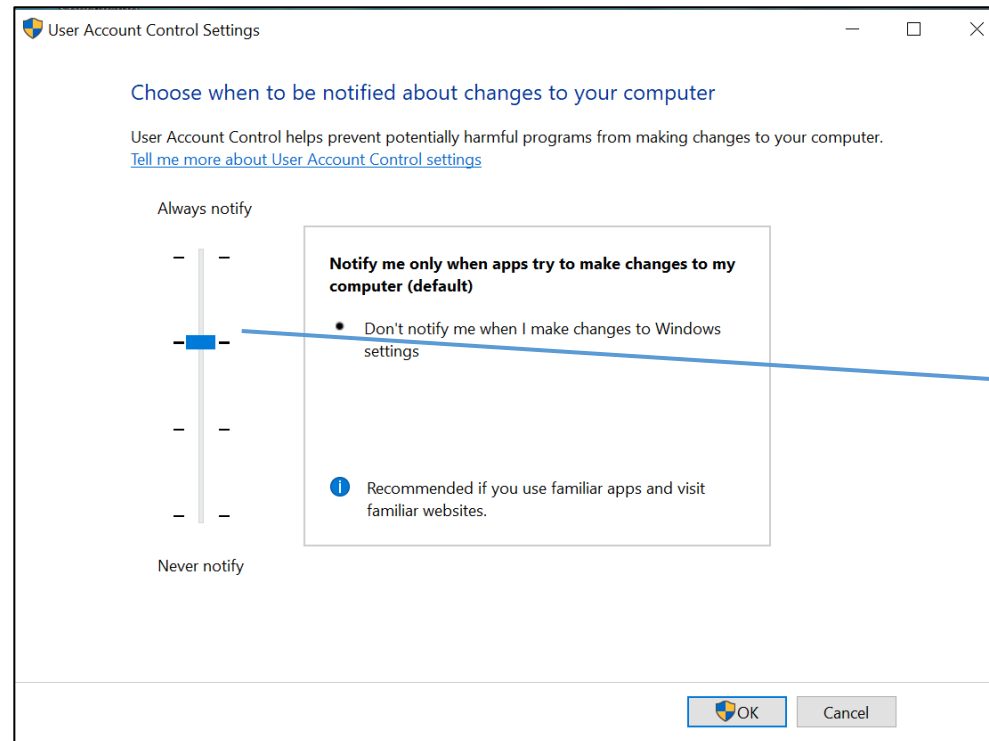 User Account Control Settings
Choose when to be notified about changes to your computer
User Account Control helps prevent potentially harmful programs from making changes to your computer.
Tell me more about User Account Control settings
Always notify
Notify me only when apps try to make changes to my
computer (default)
Don't notify me when I make changes to Windows
settings
Recommended if you use familiar apps and visit
familiar websites.
Never notify
OK
Cancel